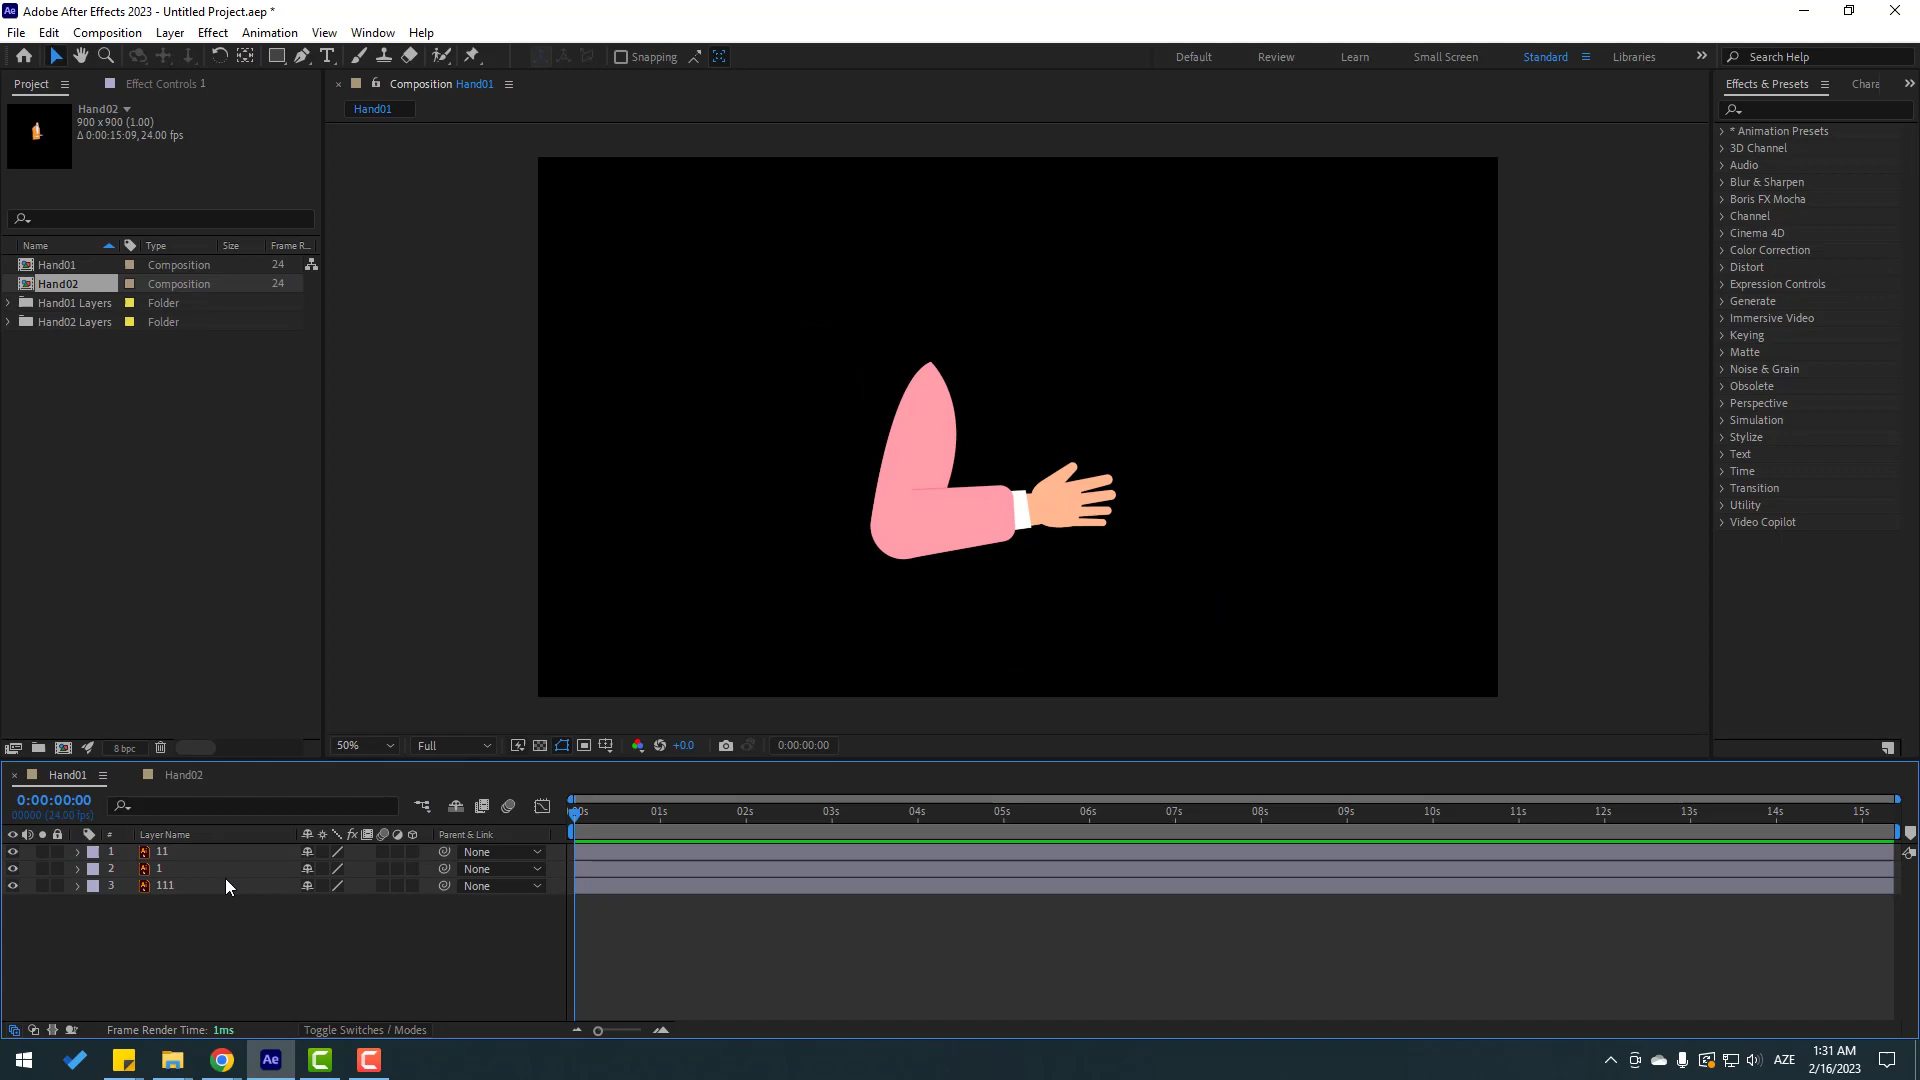 Adobe After Effects 2023 - Untitled Project.aep *
File Edit Composition Layer Effect Animation View Window Help
Snapping Default Review Learn Small Screen Standard Libraries Search Help
Project Effect Controls 1
Composition Hand01
Effects & Presets Chara
Hand02
900 x 900 (1.00)
Δ 0:00:15:09, 24.00 fps
Hand01
Name Type Size Frame R...
Hand01 Composition 24
Hand02 Composition 24
Hand01 Layers Folder
Hand02 Layers Folder
* Animation Presets
3D Channel
Audio
Blur & Sharpen
Boris FX Mocha
Channel
Cinema 4D
Color Correction
Distort
Expression Controls
Generate
Immersive Video
Keying
Matte
Noise & Grain
Obsolete
Perspective
Simulation
Stylize
Text
Time
Transition
Utility
Video Copilot
8 bpc
50% Full +0.0 0:00:00:00
Hand01 Hand02
0:00:00:00
00000 (24.00 fps)
01s 02s 03s 04s 05s 06s 07s 08s 09s 10s 11s 12s 13s 14s 15s
# Layer Name fx Parent & Link
1 11 None
2 1 None
3 111 None
Frame Render Time: 1ms Toggle Switches / Modes
Ae
AZE
1:31 AM
2/16/2023